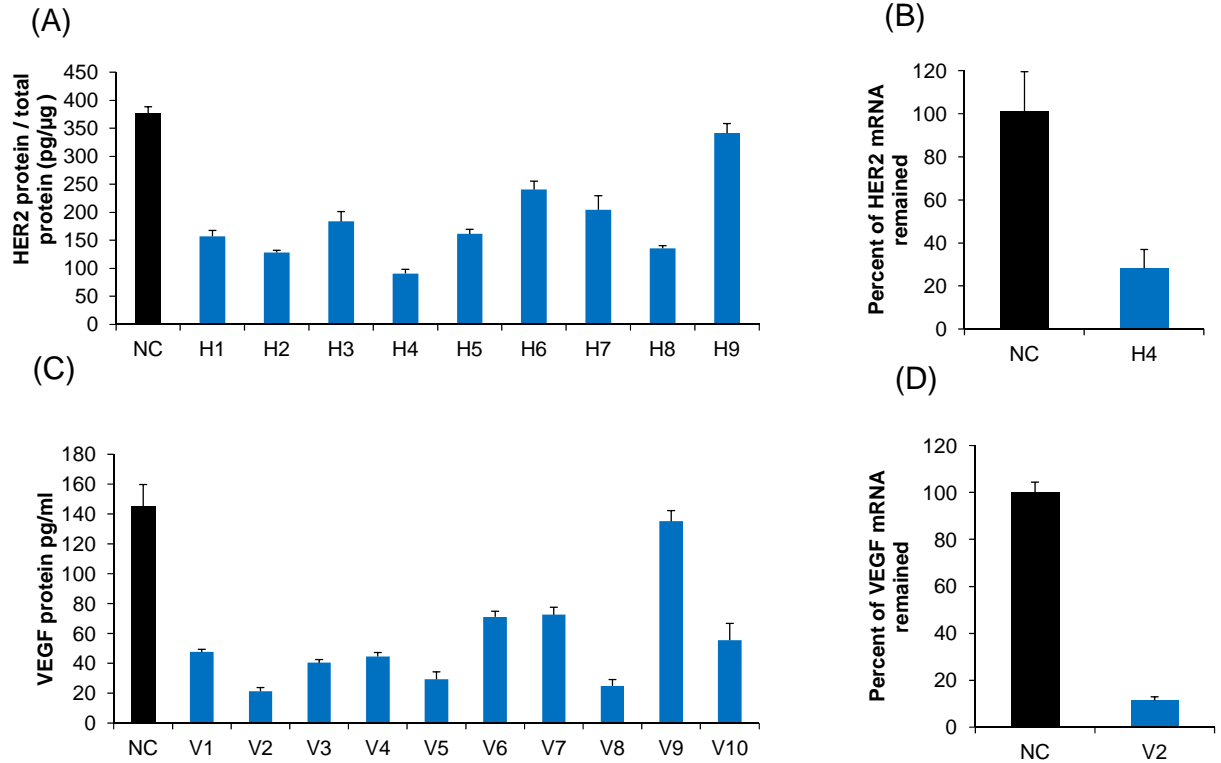 (A)
HER2 protein / total
protein (pg/µg )
450
400
350
300
250
200
150
100
50
0
NC H1 H2 H3 H4 H5 H6 H7 H8 H9
(B)
Percent of HER2 mRNA
remained
120
100
80
60
40
20
0
NC H4
(C)
VEGF protein pg/ml
180
160
140
120
100
80
60
40
20
0
NC V1 V2 V3 V4 V5 V6 V7 V8 V9 V10
(D)
Percent of VEGF mRNA
remained
120
100
80
60
40
20
0
NC V2